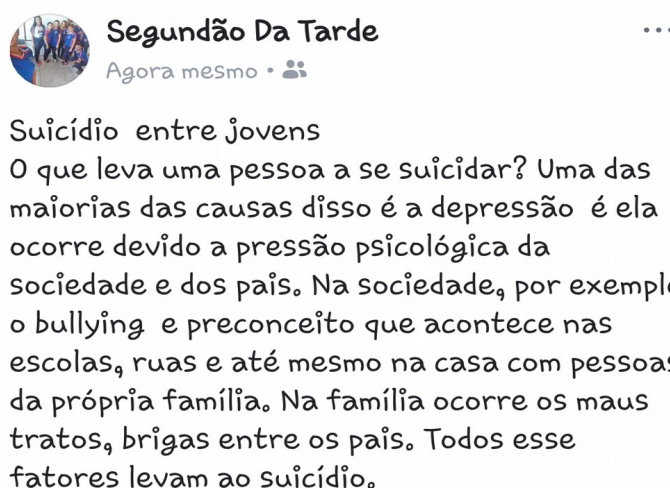 Segundão Da Tarde
Agora mesmo •
Suicídio entre jovens
O que leva uma pessoa a se suicidar? Uma das
maiorias das causas disso é a depressão é ela
ocorre devido a pressão psicológica da
sociedade e dos pais. Na sociedade, por exempl
o bullying e preconceito que acontece nas
escolas, ruas e até mesmo na casa com pessoas
da própria família. Na família ocorre os maus
tratos, brigas entre os pais. Todos esse
fatores levam ao suicídio.